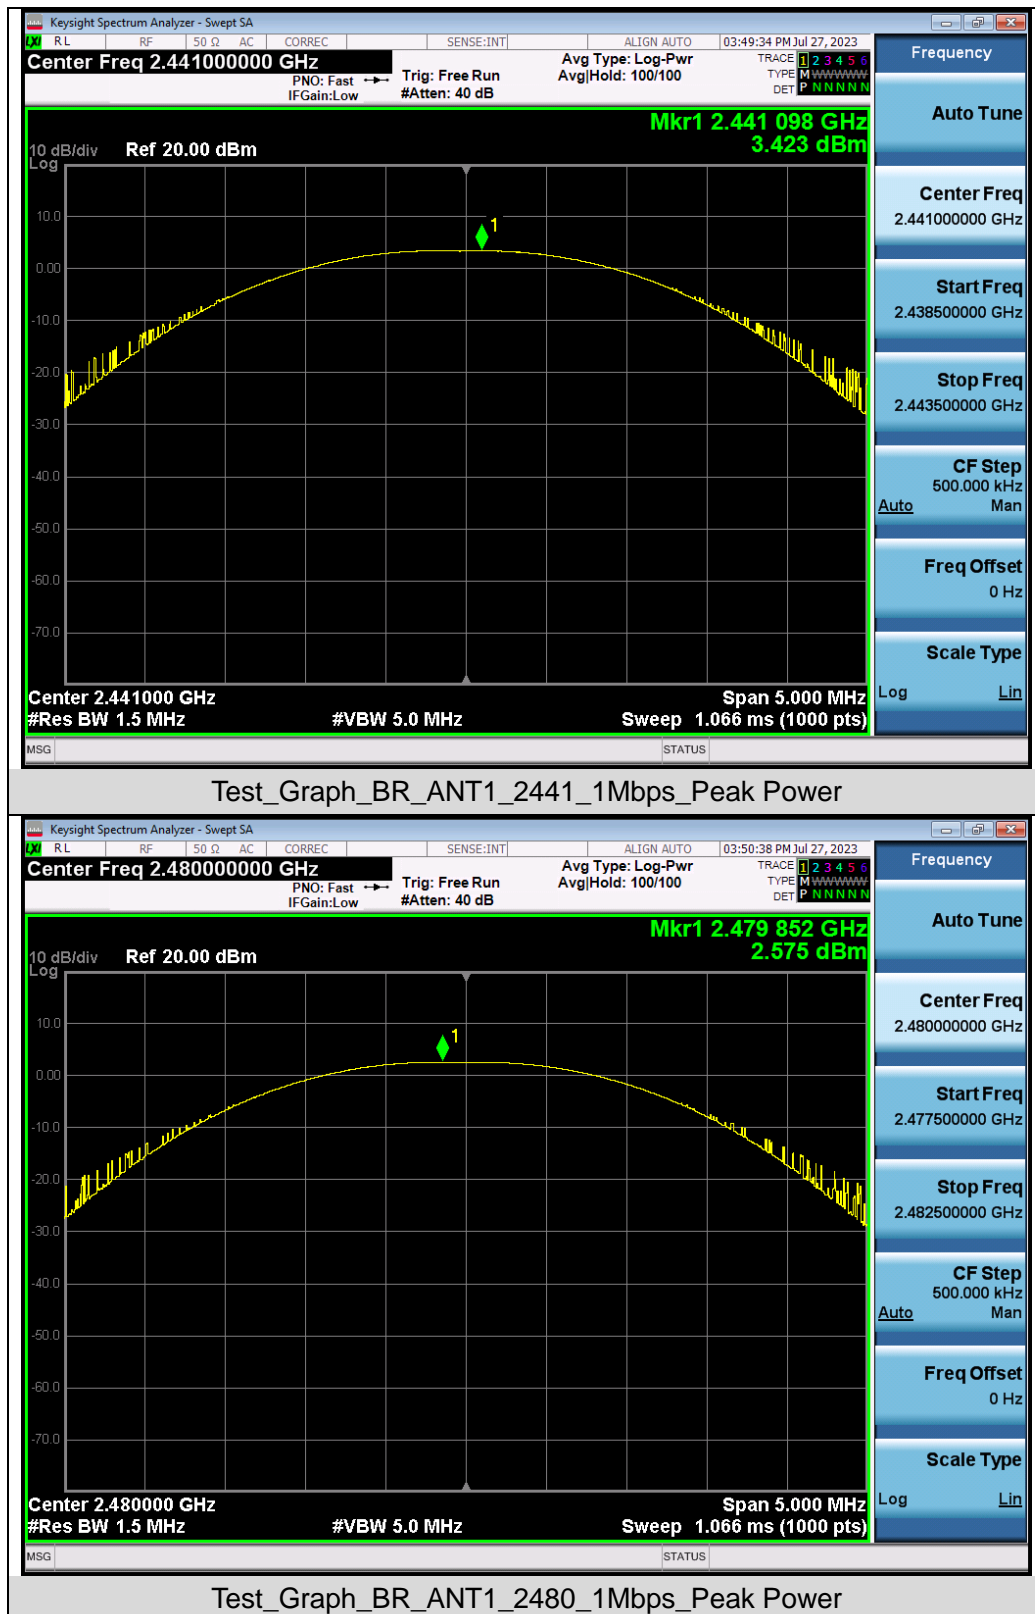 Keysight Spectrum Analyzer - Swept SA
LXI RL RF 50 Ω AC CORREC SENSE:INT ALIGN AUTO 03:49:34 PM Jul 27, 2023
Center Freq 2.441000000 GHz
PNO: Fast
IFGain:Low
Trig: Free Run
#Atten: 40 dB
Avg Type: Log-Pwr
Avg|Hold: 100/100
TRACE 1 2 3 4 5 6
TYPE M W W W W W
DET P N N N N N
Mkr1 2.441 098 GHz
3.423 dBm
10 dB/div Ref 20.00 dBm
Log
10.0
1
0.00
-10.0
-20.0
-30.0
-40.0
-50.0
-60.0
-70.0
Center 2.441000 GHz Span 5.000 MHz
#Res BW 1.5 MHz #VBW 5.0 MHz Sweep 1.066 ms (1000 pts)
MSG STATUS
Frequency
Auto Tune
Center Freq
2.441000000 GHz
Start Freq
2.438500000 GHz
Stop Freq
2.443500000 GHz
CF Step
500.000 kHz
Auto Man
Freq Offset
0 Hz
Scale Type
Log Lin
Test_Graph_BR_ANT1_2441_1Mbps_Peak Power
Keysight Spectrum Analyzer - Swept SA
LXI RL RF 50 Ω AC CORREC SENSE:INT ALIGN AUTO 03:50:38 PM Jul 27, 2023
Center Freq 2.480000000 GHz
PNO: Fast
IFGain:Low
Trig: Free Run
#Atten: 40 dB
Avg Type: Log-Pwr
Avg|Hold: 100/100
TRACE 1 2 3 4 5 6
TYPE M W W W W W
DET P N N N N N
Mkr1 2.479 852 GHz
2.575 dBm
10 dB/div Ref 20.00 dBm
Log
10.0
1
0.00
-10.0
-20.0
-30.0
-40.0
-50.0
-60.0
-70.0
Center 2.480000 GHz Span 5.000 MHz
#Res BW 1.5 MHz #VBW 5.0 MHz Sweep 1.066 ms (1000 pts)
MSG STATUS
Frequency
Auto Tune
Center Freq
2.480000000 GHz
Start Freq
2.477500000 GHz
Stop Freq
2.482500000 GHz
CF Step
500.000 kHz
Auto Man
Freq Offset
0 Hz
Scale Type
Log Lin
Test_Graph_BR_ANT1_2480_1Mbps_Peak Power